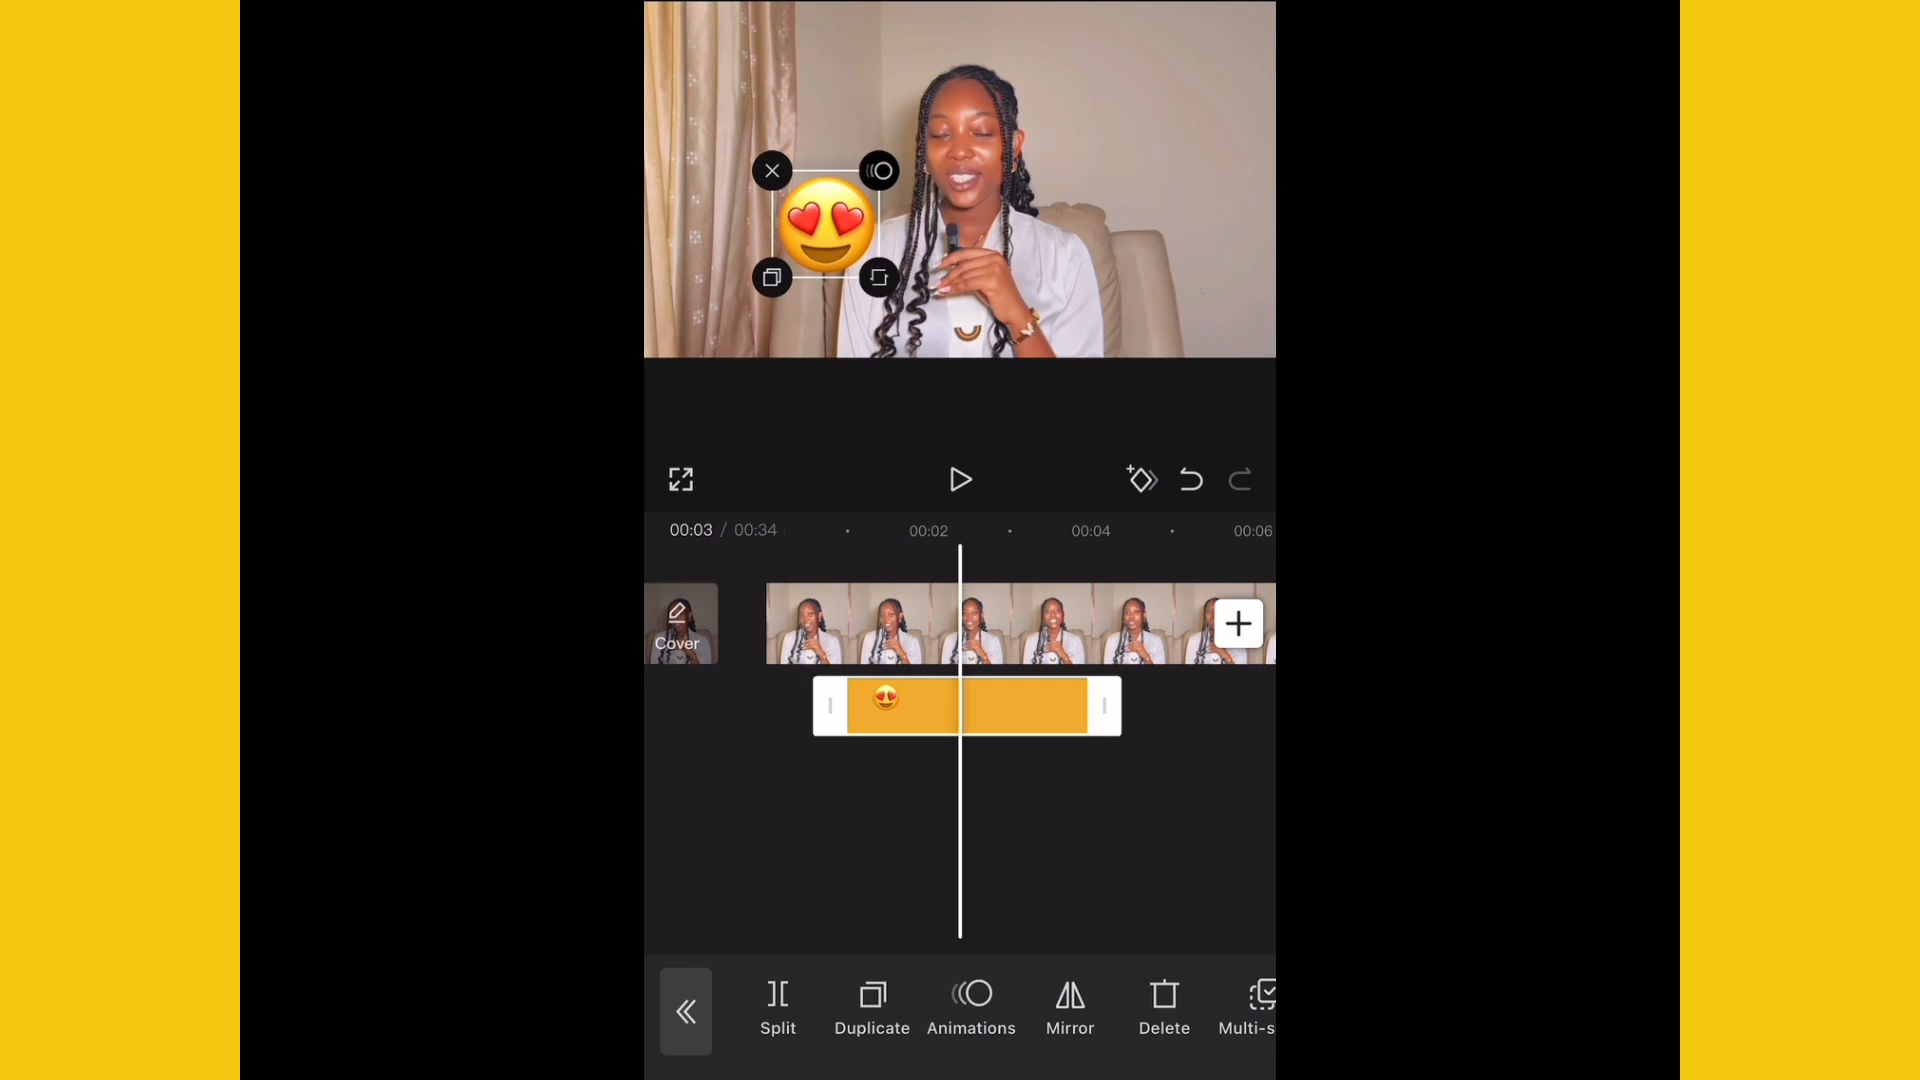 00:03 / 00:34
00:02
00:04
00:06
Cover
Split
Duplicate
Animations
Mirror
Delete
Multi-s